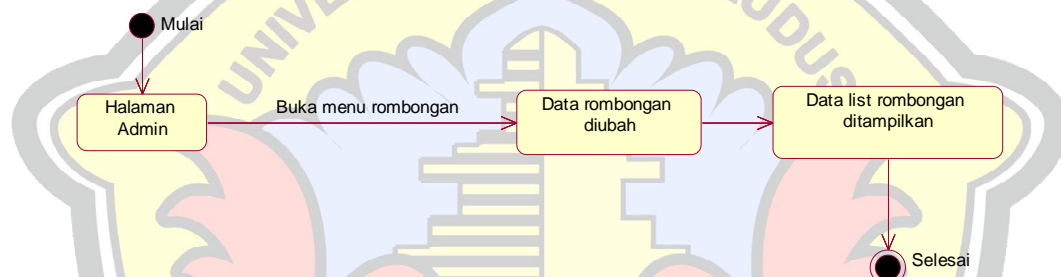 Mulai
Halaman
Admin
Buka menu rombongan
Data rombongan
diubah
Data list rombongan
ditampilkan
Selesai